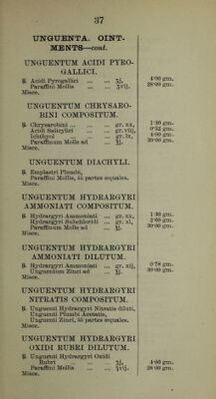 37
UNGUENTA. OINT-
MENTS—cont.
UNGUENTUM ACIDI PYRO-
GALLICI.
℞ Acidi Pyrogallici ... ... ʒj. 4·00 gm.
Paraffini Mollis ... ... ʒvij. 28·00 gm.
Misce.
UNGUENTUM CHRYSARO-
BINI COMPOSITUM.
℞ Chrysarobini ... ... ... gr. xx, 1·30 gm.
Acidi Salicylici ... ... gr. viij, 0·52 gm.
Ichthyol ... ... ... gr. lx, 4·00 gm.
Paraffinum Molle ad ... ℥j. 30·00 gm.
Misce.
UNGUENTUM DIACHYLI.
℞ Emplastri Plumbi,
Paraffini Mollis, āā partes equales.
Misce.
UNGUENTUM HYDRARGYRI
AMMONIATI COMPOSITUM.
℞ Hydrargyri Ammoniati ... gr. xx, 1·30 gm.
Hydrargyri Subchloridi ... gr. xl, 2·60 gm.
Paraffinum Molle ad ... ℥j. 30·00 gm.
Misce.
UNGUENTUM HYDRARGYRI
AMMONIATI DILUTUM.
℞ Hydrargyri Ammoniati ... gr. xij, 0·78 gm.
Unguentum Zinci ad ... ℥j. 30·00 gm.
Misce.
UNGUENTUM HYDRARGYRI
NITRATIS COMPOSITUM.
℞ Unguenti Hydrargyri Nitratis diluti,
Unguenti Plumbi Acetatis,
Unguenti Zinci, āā partes equales.
Misce.
UNGUENTUM HYDRARGYRI
OXIDI RUBRI DILUTUM.
℞ Unguenti Hydrargyri Oxidi
Rubri ... ... ... ʒj, 4·00 gm.
Paraffini Mollis ... ... ʒvij. 28·00 gm.
Misce.